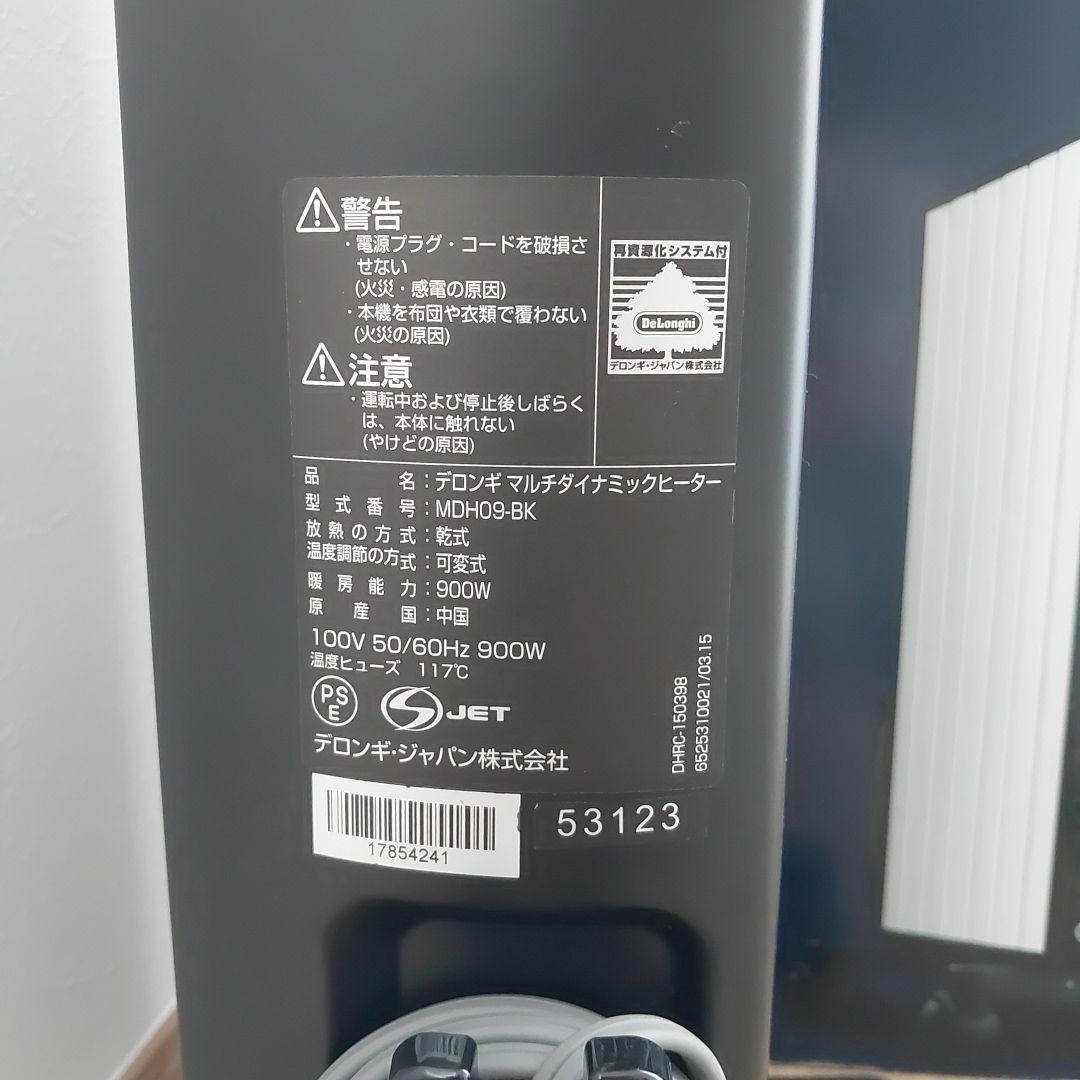 警告
・電源プラグ・コードを破損さ
せない
(火災・感電の原因)
・本機を布団や衣類で覆わない
(火災の原因)
注意
・運転中および停止後しばらく
は、本体に触れない
(やけどの原因)
再資源化システム付
DeLonghi
デロンギ・ジャパン株式会社
品名:デロンギ マルチダイナミックヒーター
型式番号:MDH09-BK
放熱の方式:乾式
温度調節の方式:可変式
暖房能力:900W
原産国:中国
100V 50/60Hz 900W
温度ヒューズ 117℃
PS
E
S JET
デロンギ・ジャパン株式会社
DHRC-150398
6525310021/03.15
17854241
53123